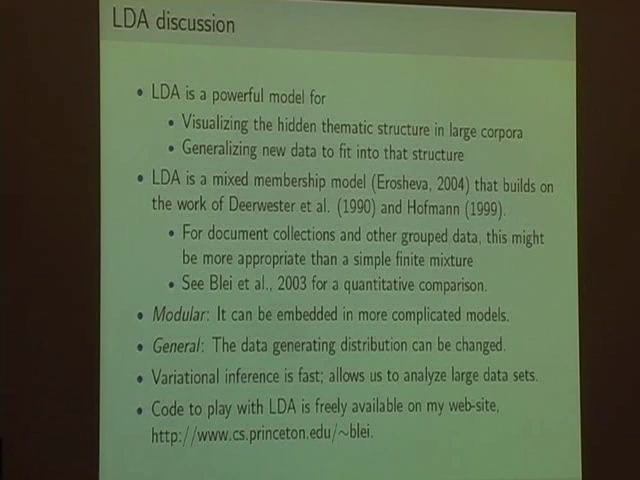 LDA discussion
• LDA is a powerful model for
• Visualizing the hidden thematic structure in large corpora
• Generalizing new data to fit into that structure
• LDA is a mixed membership model (Erosheva, 2004) that builds on
the work of Deerwester et al. (1990) and Hofmann (1999).
• For document collections and other grouped data, this might
be more appropriate than a simple finite mixture
• See Blei et al., 2003 for a quantitative comparison.
• Modular: It can be embedded in more complicated models.
• General: The data generating distribution can be changed.
• Variational inference is fast; allows us to analyze large data sets.
• Code to play with LDA is freely available on my web-site,
http://www.cs.princeton.edu/~blei.